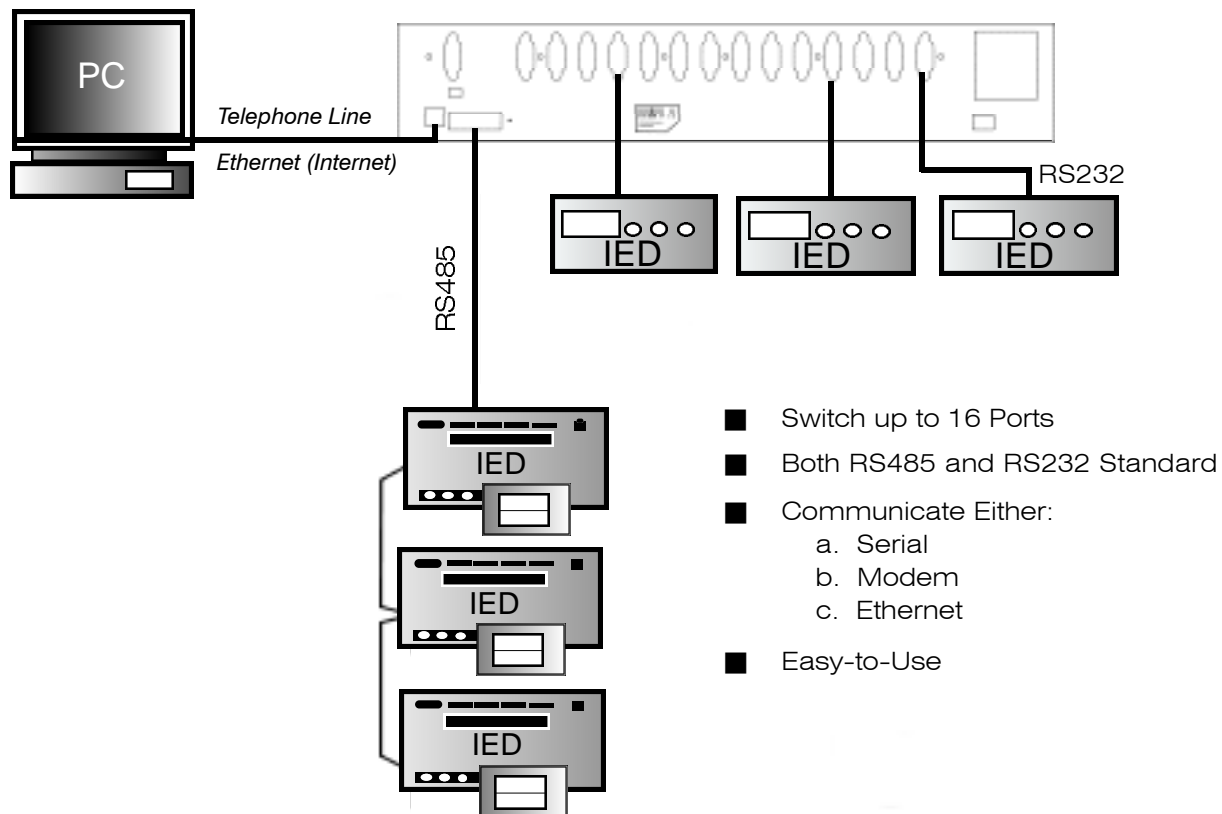 PC
Telephone Line
Ethernet (Internet)
RS232
IED
IED
IED
RS485
IED
IED
IED
■ Switch up to 16 Ports
■ Both RS485 and RS232 Standard
■ Communicate Either:
a. Serial
b. Modem
c. Ethernet
■ Easy-to-Use